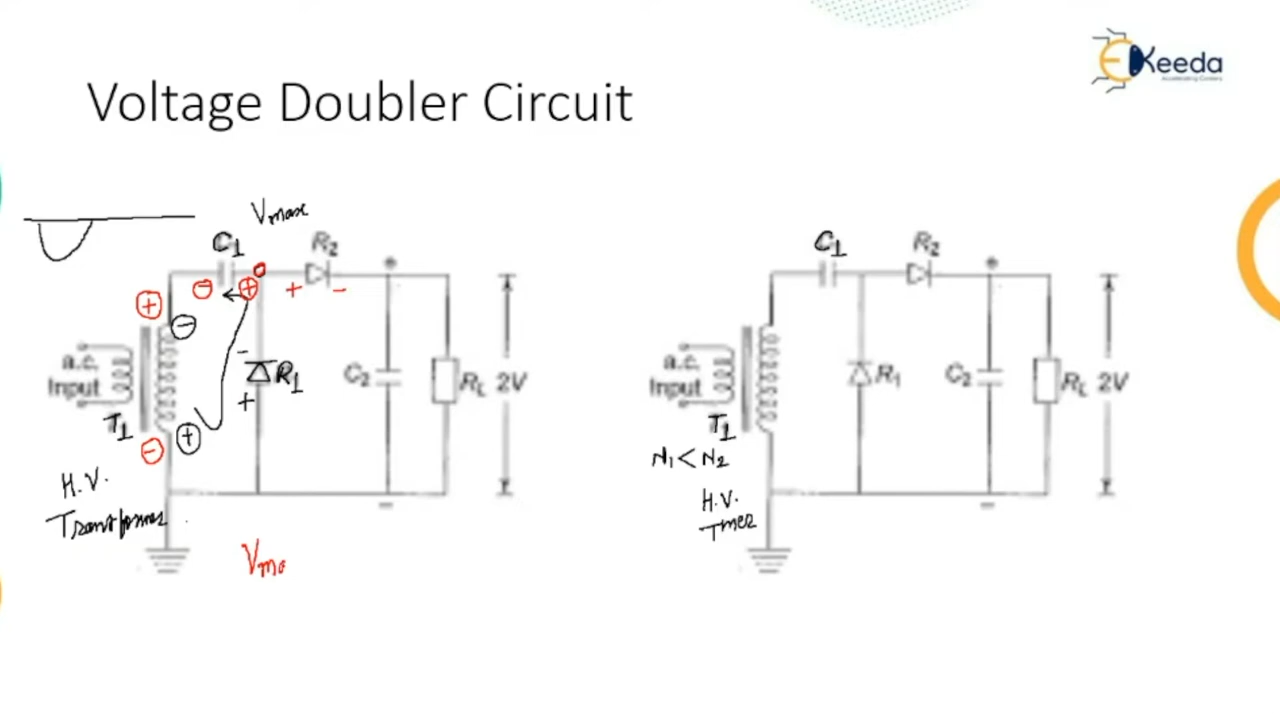 Keeda
Voltage Doubler Circuit
Vmax
C1
R2
+
−
+
−
+
−
−
+
R1
+
a.c.
Input
T1
C2
RL
2V
−
+
H.V.
Transformer
Vma
C1
R2
a.c.
Input
T1
R1
C2
RL
2V
N1 < N2
H.V.
Tmer